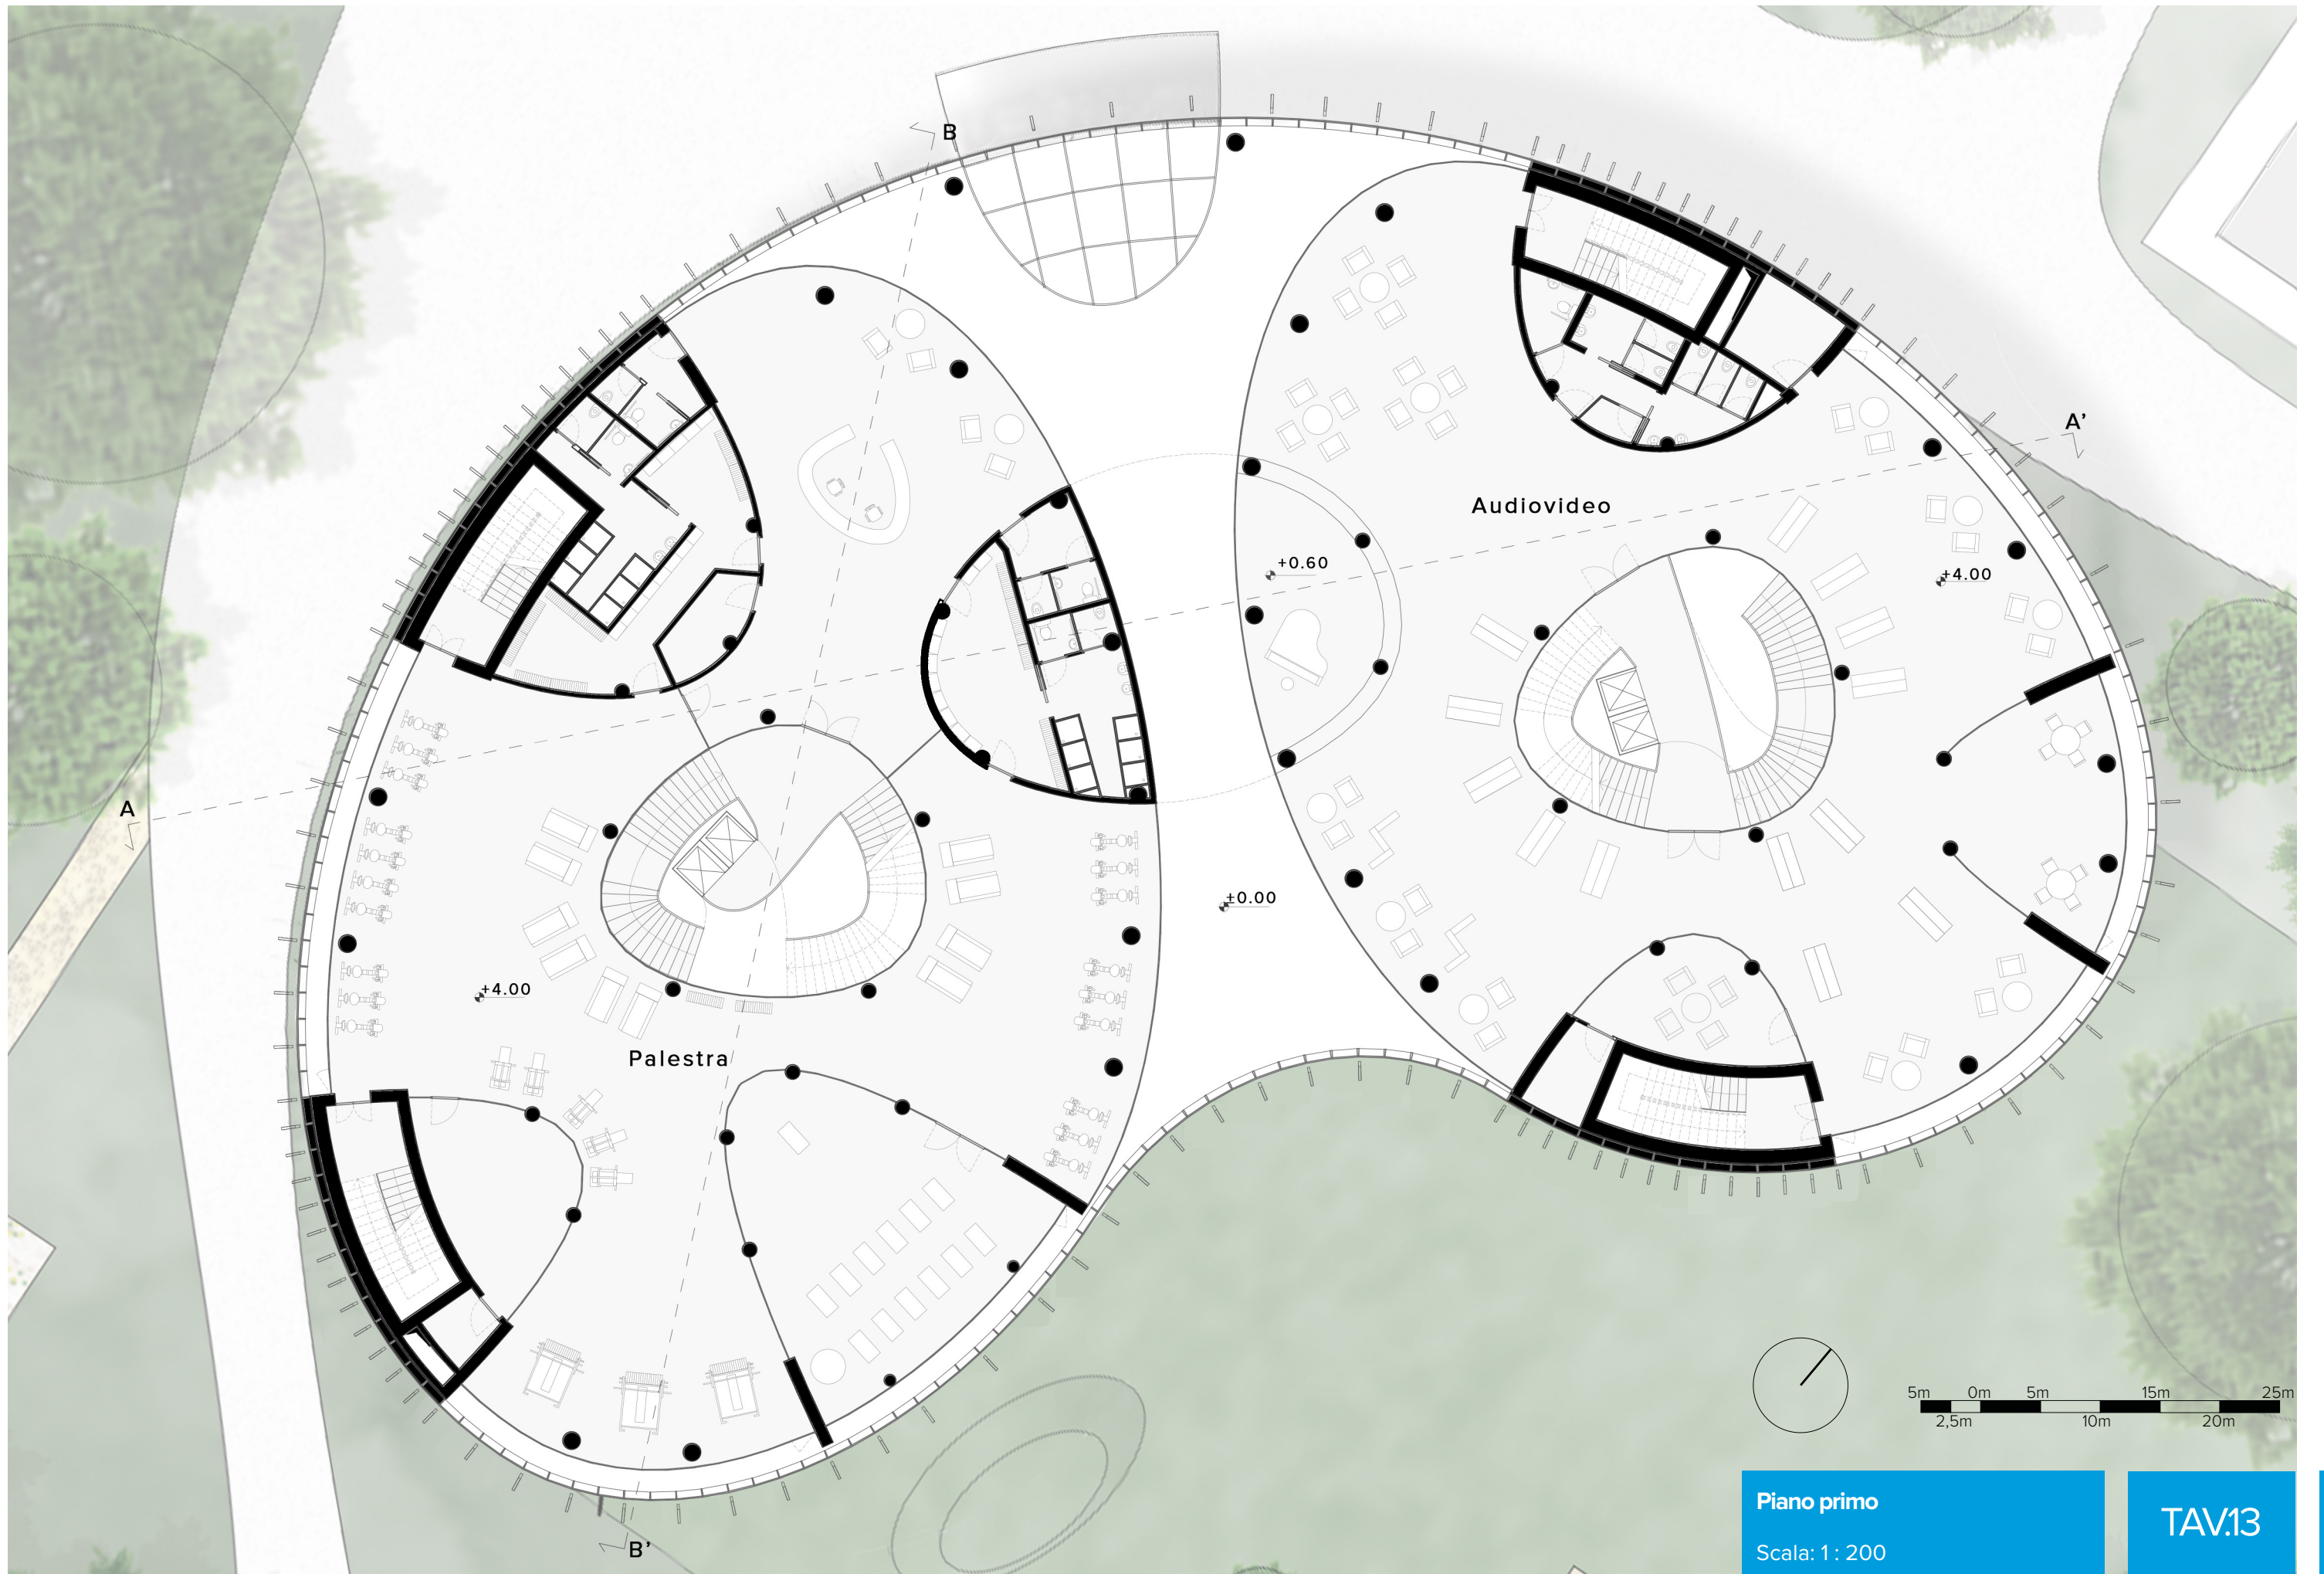 B
A’
Audiovideo
+0.60
+4.00
A
±0.00
+4.00
Palestra
5m 0m 5m 15m 25m
2,5m 10m 20m
Piano primo
TAV.13
Scala: 1 : 200
B’